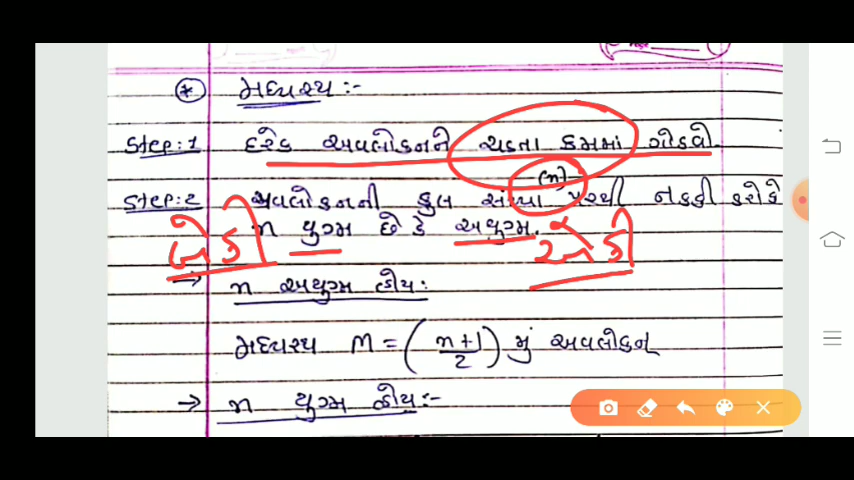 * મધ્યસ્થ :-
Step:1 દરેક અવલોકનને ચડતા ક્રમમાં ગોઠવો.
(n)
Step:2 અવલોકનની કુલ સંખ્યા પરથી નક્કી કરો કે
n યુગ્મ છે કે અયુગ્મ.
બેકી એકી
→ n અયુગ્મ હોય:
મધ્યસ્થ M = (n+1/2) મું અવલોકન
→ n યુગ્મ હોય:-